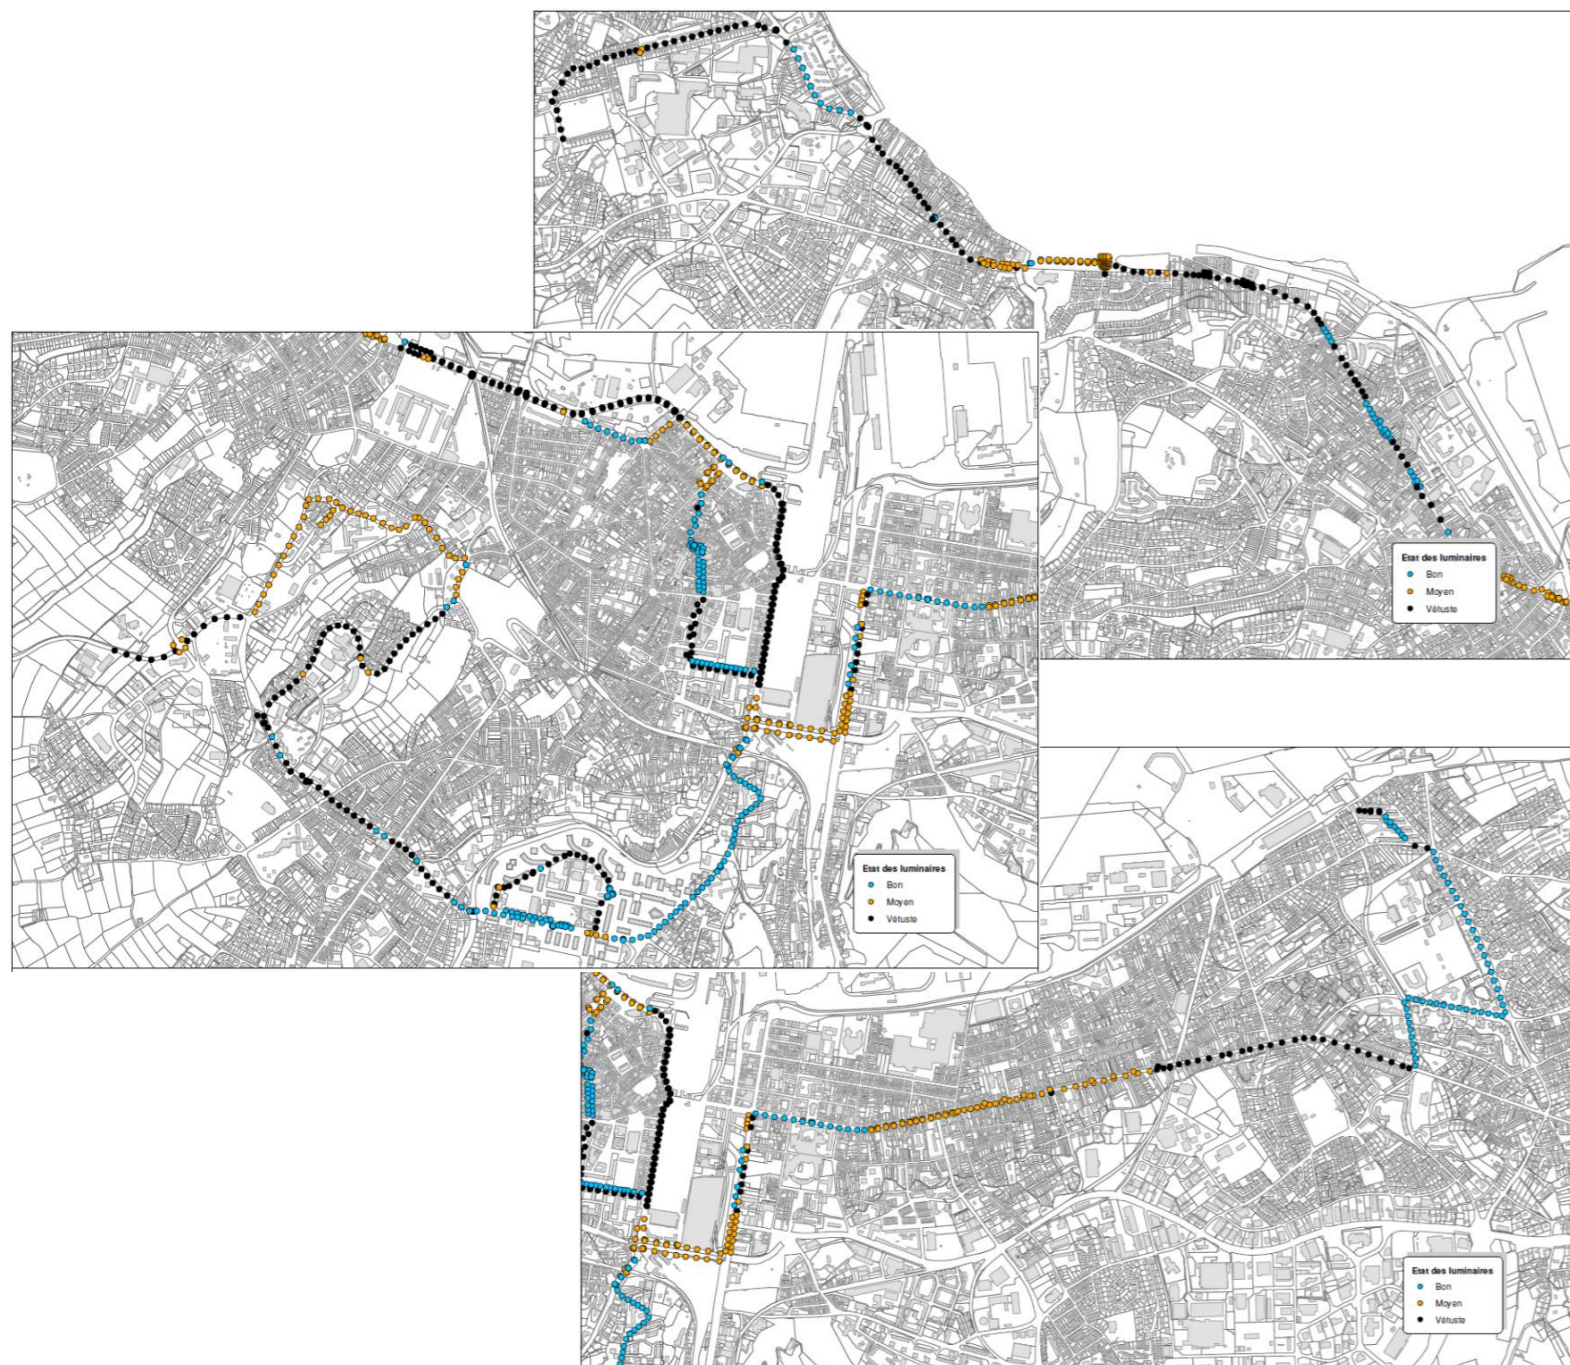 Etat des luminaires
Bon
Moyen
Vétuste
Etat des luminaires
Bon
Moyen
Vétuste
Etat des luminaires
Bon
Moyen
Vétuste